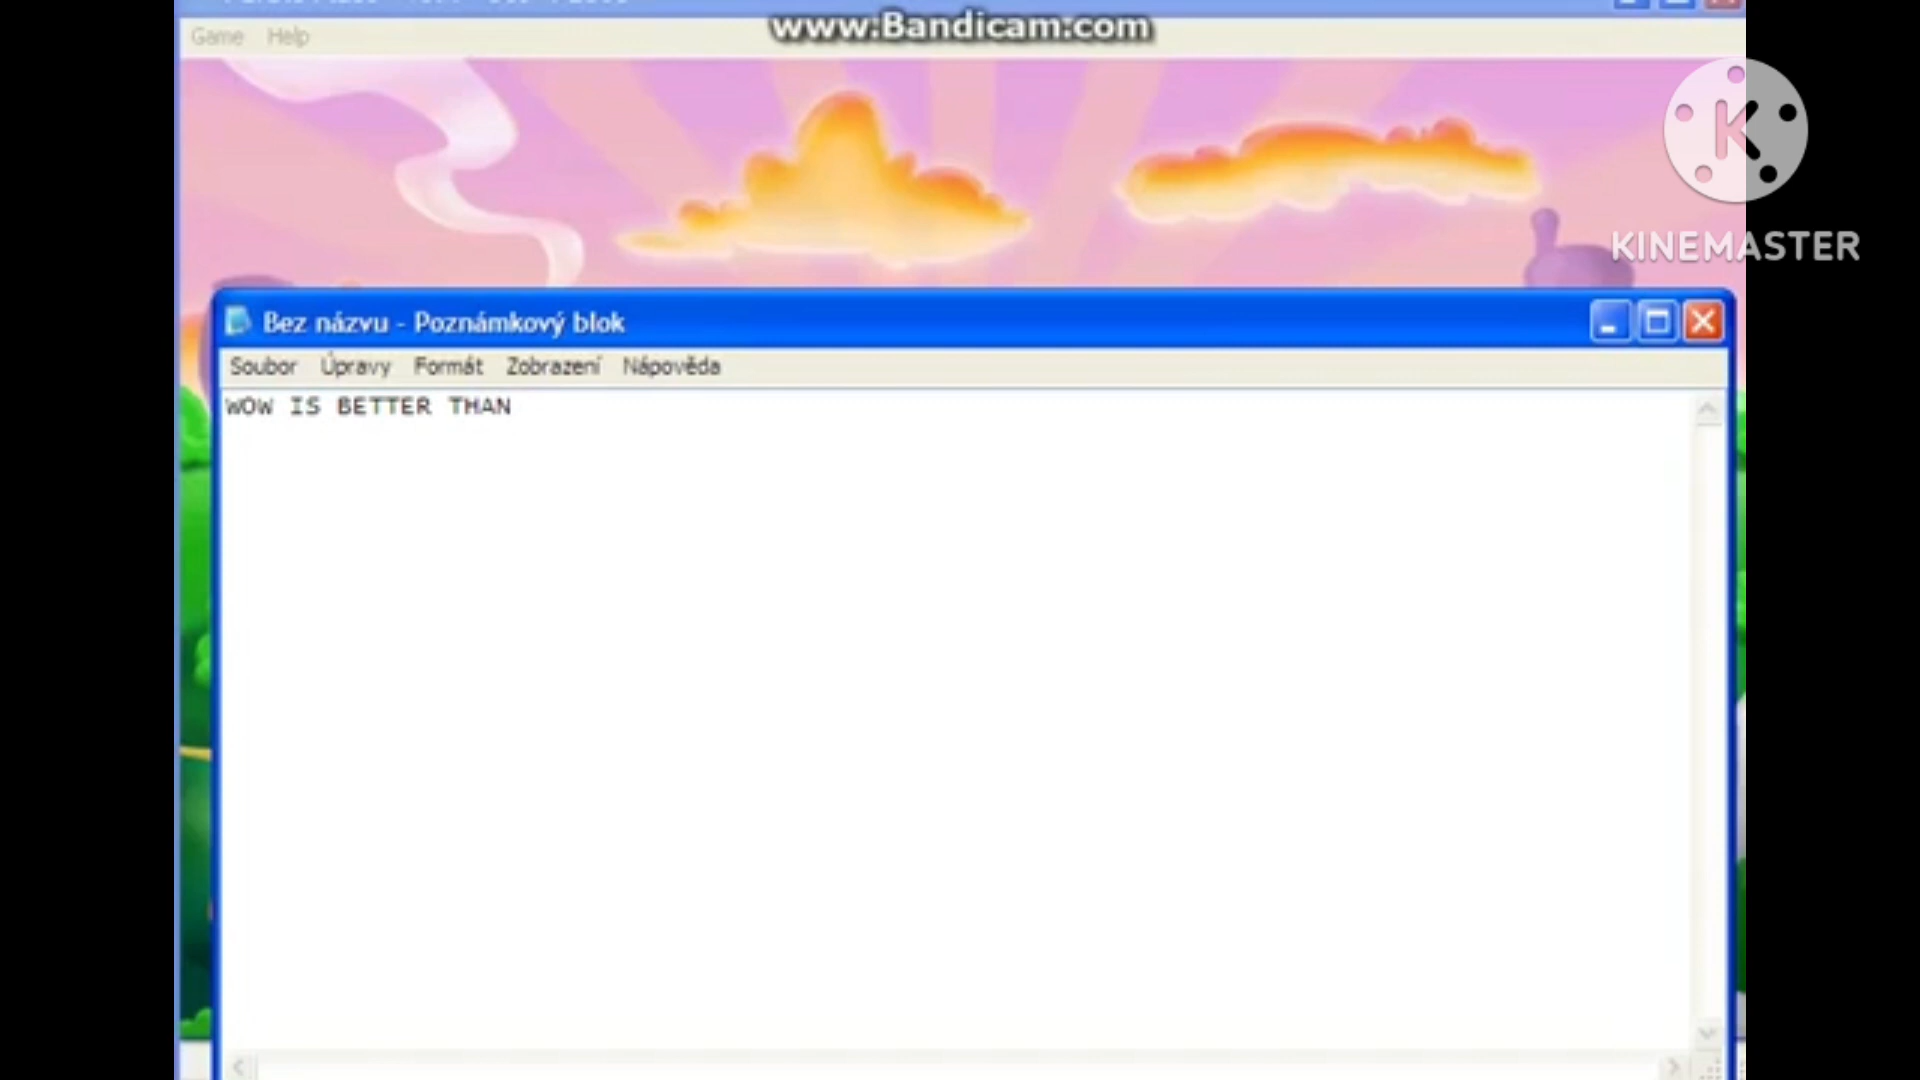 www.Bandicam.com
Game Help
KINEMASTER
Bez názvu - Poznámkový blok
Soubor Úpravy Formát Zobrazení Nápověda
WOW IS BETTER THAN